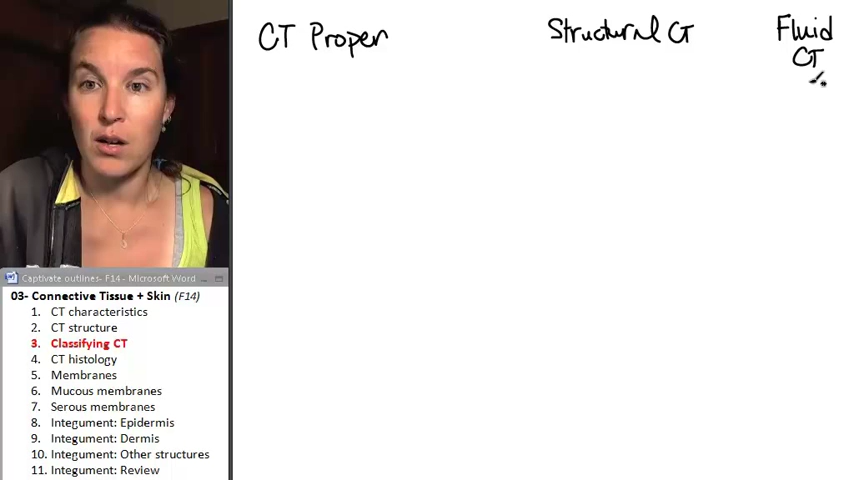 CT Proper
Structural CT
Fluid
CT
Captivate outlines- F14 - Microsoft Word
03- Connective Tissue + Skin (F14)
1. CT characteristics
2. CT structure
3. Classifying CT
4. CT histology
5. Membranes
6. Mucous membranes
7. Serous membranes
8. Integument: Epidermis
9. Integument: Dermis
10. Integument: Other structures
11. Integument: Review